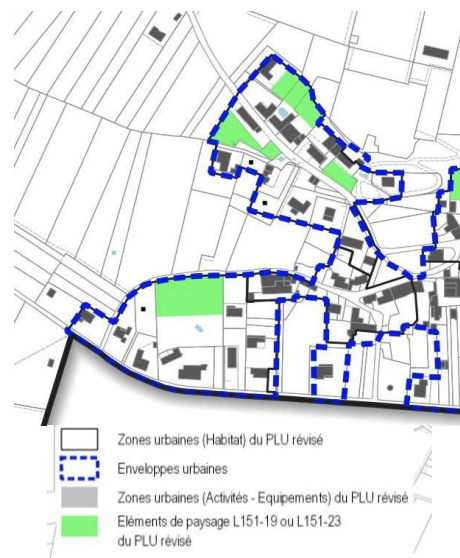 Zones urbaines (Habitat) du PLU révisé
Enveloppes urbaines
Zones urbaines (Activités - Equipements) du PLU révisé
Eléments de paysage L151-19 ou L151-23
du PLU révisé